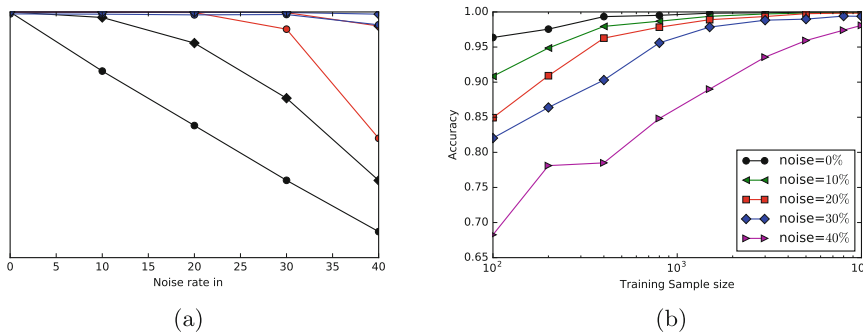 0 5 10 15 20 25 30 35 40
Noise rate in
(a)
1.00
0.95
0.90
0.85
0.80
0.75
0.70
0.65
Accuracy
noise=0%
noise=10%
noise=20%
noise=30%
noise=40%
10² 10³ 10
Training Sample size
(b)